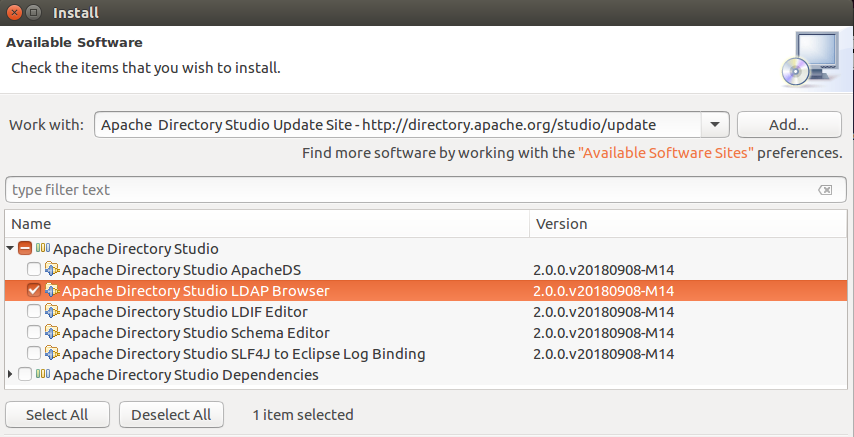 Install
Available Software
Check the items that you wish to install.
Work with: Apache Directory Studio Update Site - http://directory.apache.org/studio/update Add...
Find more software by working with the "Available Software Sites" preferences.
type filter text
Name Version
Apache Directory Studio
Apache Directory Studio ApacheDS 2.0.0.v20180908-M14
Apache Directory Studio LDAP Browser 2.0.0.v20180908-M14
Apache Directory Studio LDIF Editor 2.0.0.v20180908-M14
Apache Directory Studio Schema Editor 2.0.0.v20180908-M14
Apache Directory Studio SLF4J to Eclipse Log Binding 2.0.0.v20180908-M14
Apache Directory Studio Dependencies
Select All Deselect All 1 item selected